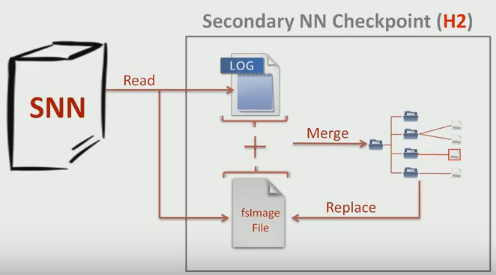 Secondary NN Checkpoint (H2)
SNN
Read
LOG
Merge
fsImage
File
Replace